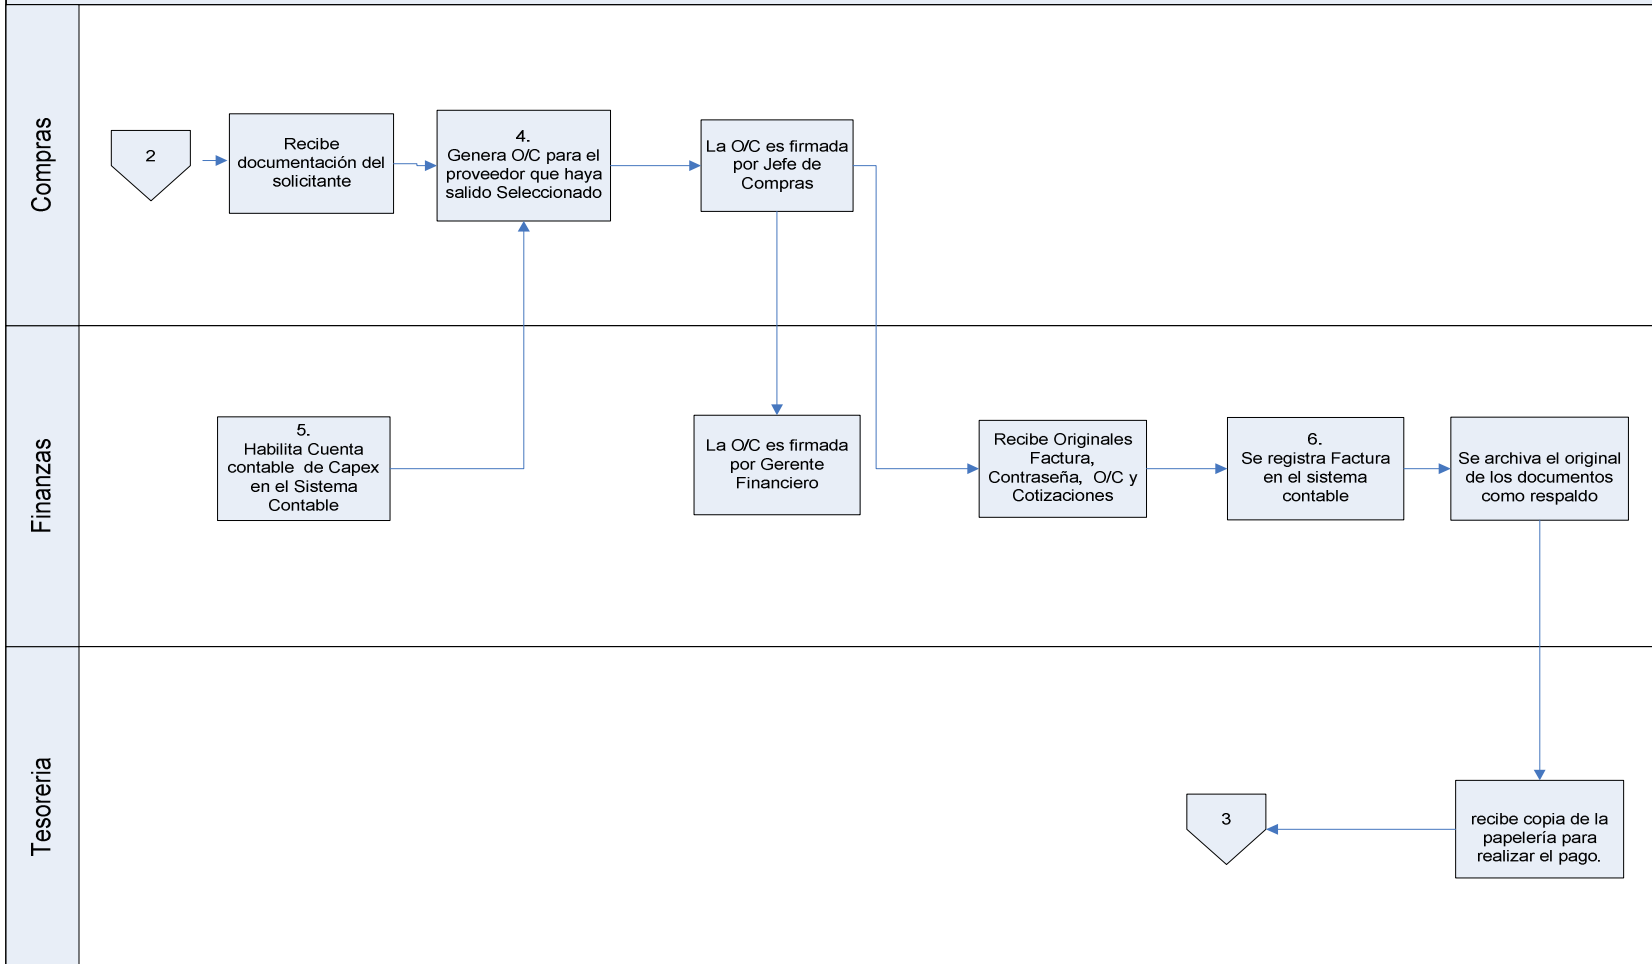 Compras
2
Recibe
documentación del
solicitante
4.
Genera O/C para el
proveedor que haya
salido Seleccionado
La O/C es firmada
por Jefe de
Compras
Finanzas
5.
Habilita Cuenta
contable de Capex
en el Sistema
Contable
La O/C es firmada
por Gerente
Financiero
Recibe Originales
Factura,
Contraseña, O/C y
Cotizaciones
6.
Se registra Factura
en el sistema
contable
Se archiva el original
de los documentos
como respaldo
Tesoreria
3
recibe copia de la
papelería para
realizar el pago.